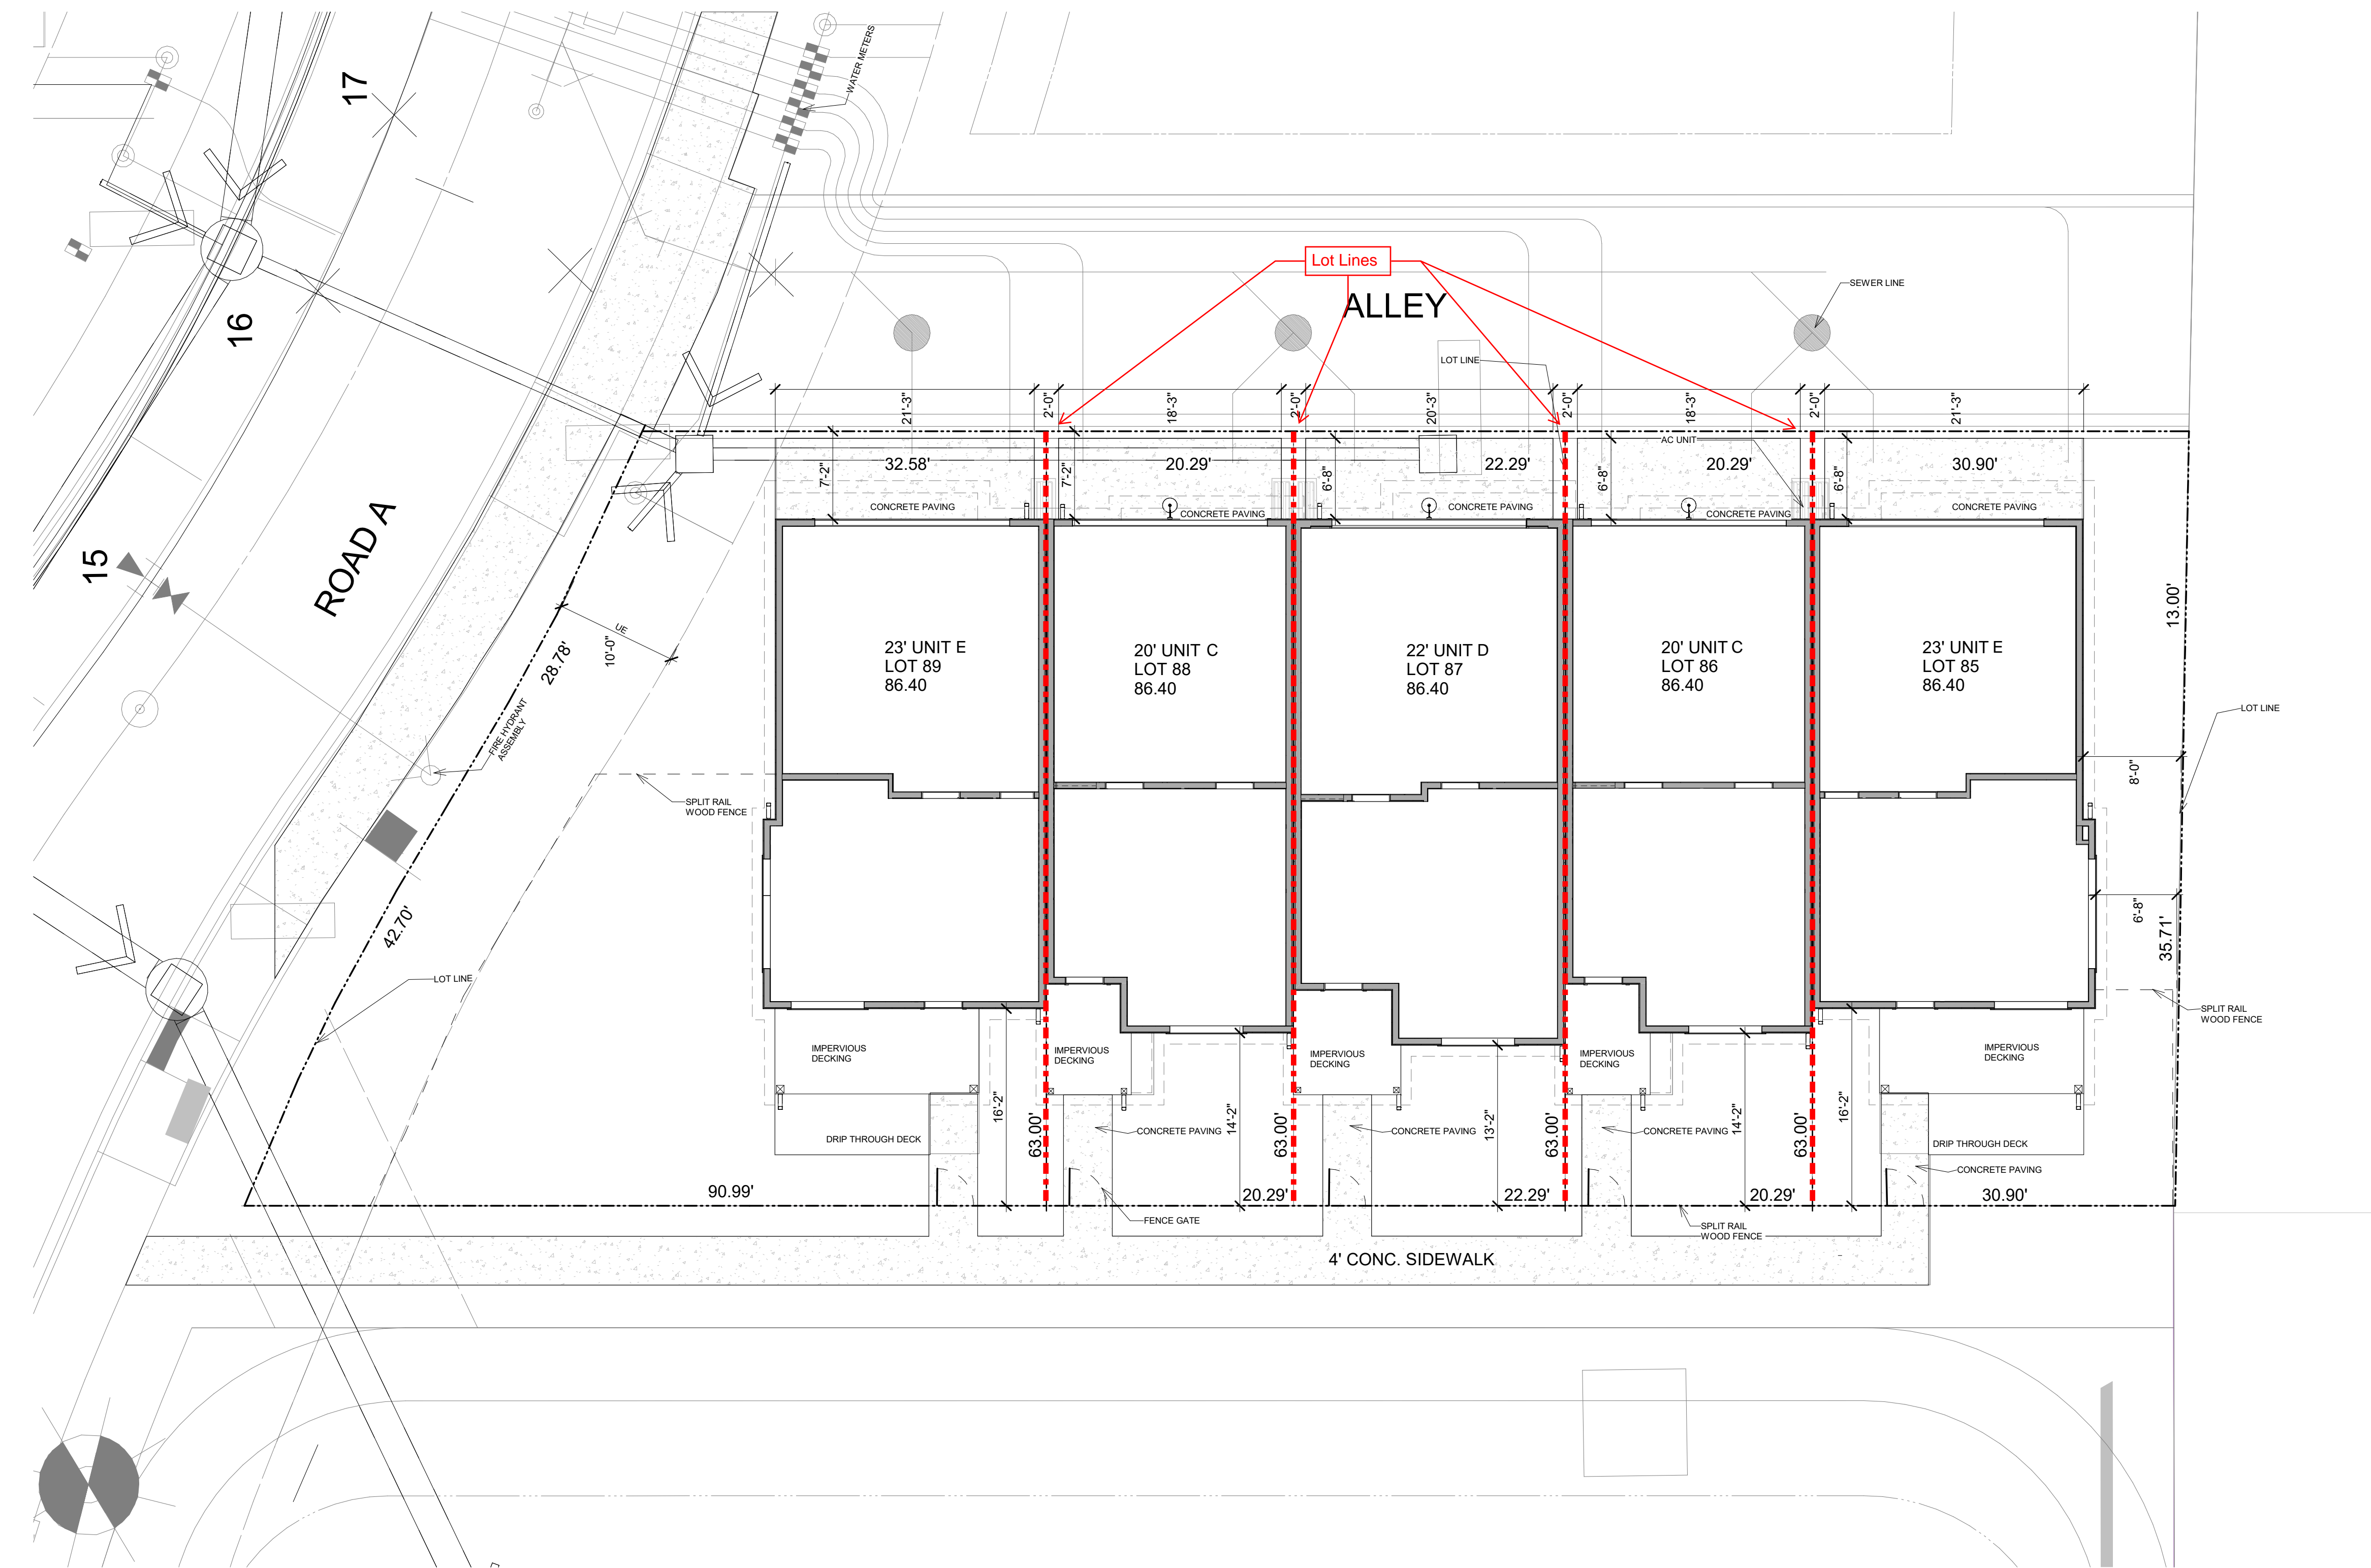 WATER METERS
17
16
15
ROAD A
Lot Lines
ALLEY
SEWER LINE
LOT LINE
21'-3"
2'-0"
18'-3"
2'-0"
20'-3"
2'-0"
18'-3"
2'-0"
21'-3"
AC UNIT
7'-2"
32.58'
7'-2"
20.29'
6'-8"
22.29'
6'-8"
20.29'
6'-8"
30.90'
CONCRETE PAVING
CONCRETE PAVING
CONCRETE PAVING
CONCRETE PAVING
CONCRETE PAVING
UE
10'-0"
28.78'
FIRE HYDRANT
ASSEMBLY
23' UNIT E
LOT 89
86.40
20' UNIT C
LOT 88
86.40
22' UNIT D
LOT 87
86.40
20' UNIT C
LOT 86
86.40
23' UNIT E
LOT 85
86.40
13.00'
LOT LINE
8'-0"
SPLIT RAIL
WOOD FENCE
6'-8"
35.71'
42.70'
LOT LINE
SPLIT RAIL
WOOD FENCE
IMPERVIOUS
DECKING
IMPERVIOUS
DECKING
IMPERVIOUS
DECKING
IMPERVIOUS
DECKING
IMPERVIOUS
DECKING
16'-2"
63.00'
14'-2"
63.00'
13'-2"
63.00'
14'-2"
63.00'
16'-2"
DRIP THROUGH DECK
CONCRETE PAVING
CONCRETE PAVING
CONCRETE PAVING
DRIP THROUGH DECK
CONCRETE PAVING
90.99'
20.29'
22.29'
20.29'
30.90'
FENCE GATE
SPLIT RAIL
WOOD FENCE
4' CONC. SIDEWALK